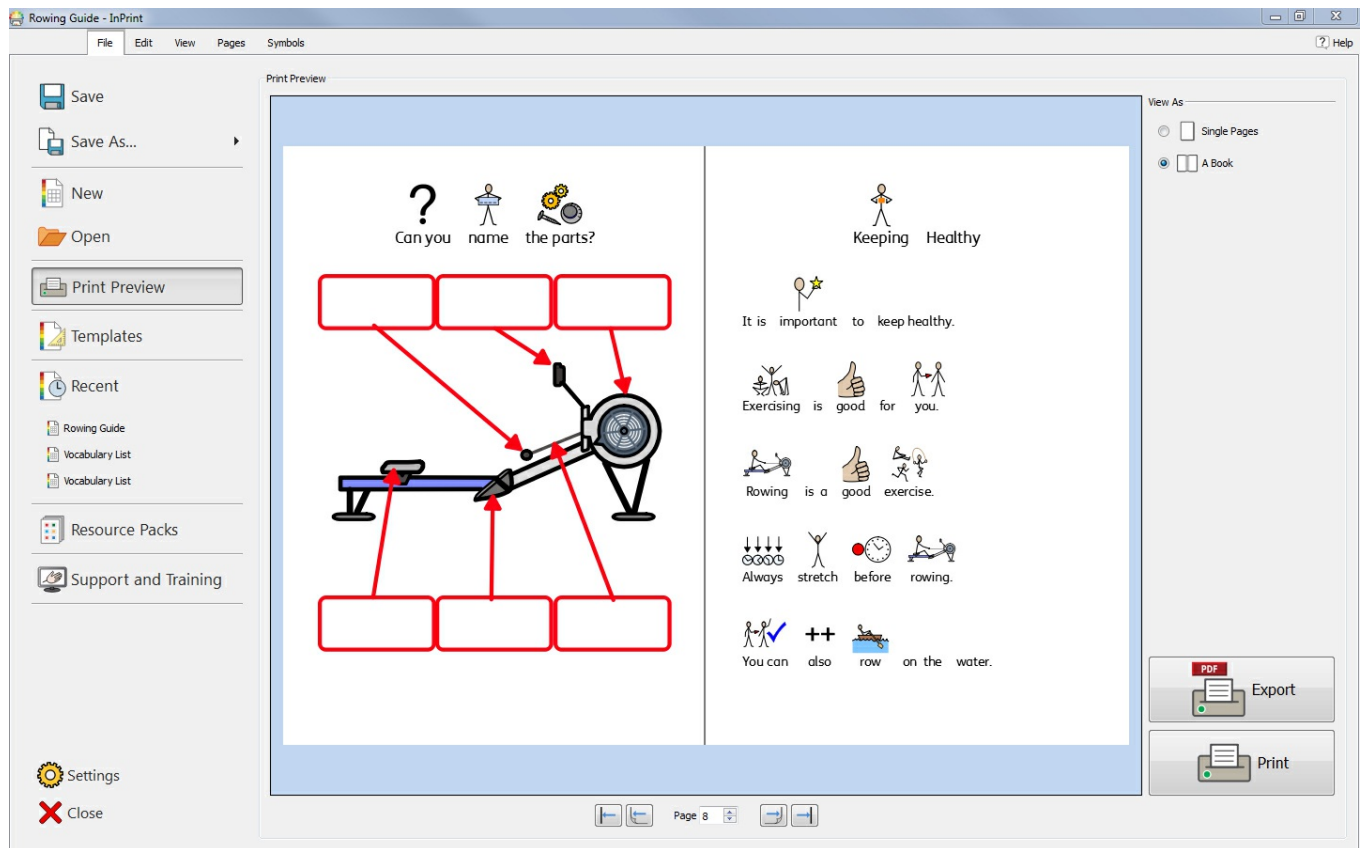 Rowing Guide - InPrint
File Edit View Pages Symbols
Help
Save
Save As...
New
Open
Print Preview
Templates
Recent
Rowing Guide
Vocabulary List
Vocabulary List
Resource Packs
Support and Training
Settings
Close
Print Preview
Can you name the parts?
Keeping Healthy
It is important to keep healthy.
Exercising is good for you.
Rowing is a good exercise.
Always stretch before rowing.
++
You can also row on the water.
Page 8
View As
Single Pages
A Book
PDF
Export
Print